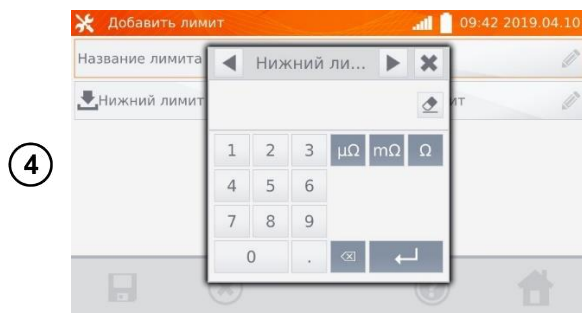 Добавить лимит 09:42 2019.04.10
Название лимита
Нижний ли...
Нижний лимит ит
4
1 2 3 μΩ mΩ Ω
4 5 6
7 8 9
0 .